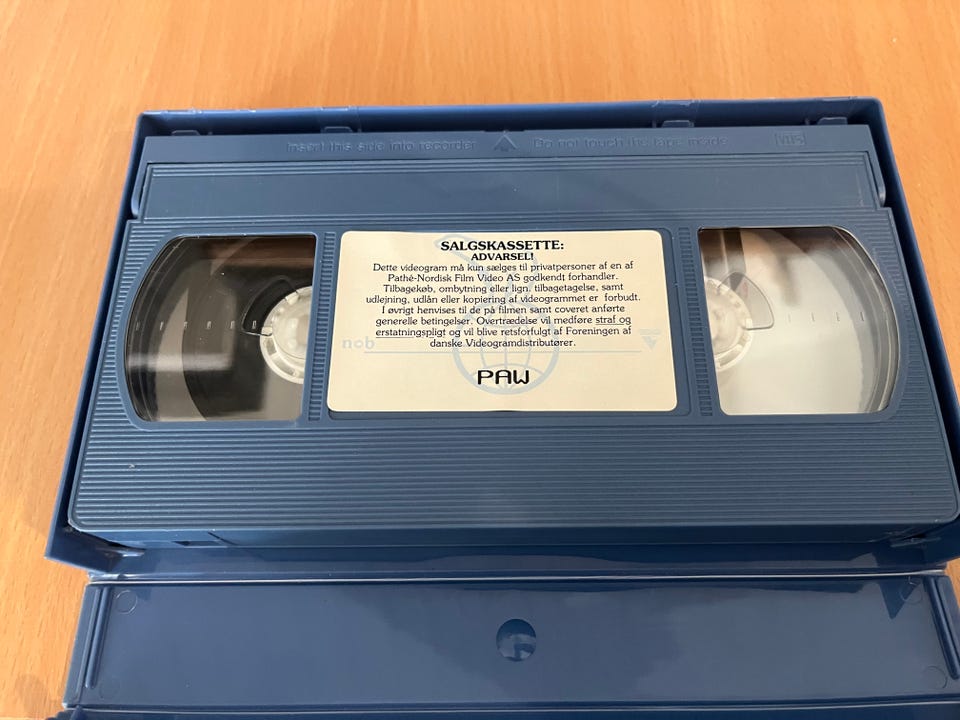 Insert this side into recorder Do not touch the tape inside VHS
SALGSKASSETTE:
ADVARSEL!
Dette videogram må kun sælges til privatpersoner af en af
Pathé-Nordisk Film Video AS godkendt forhandler.
Tilbagekøb, ombytning eller lign. tilbagetagelse, samt
udlejning, udlån eller kopiering af videogrammet er forbudt.
I øvrigt henvises til de på filmen samt coveret anførte
generelle betingelser. Overtrædelse vil medføre straf og
erstatningspligt og vil blive retsforfulgt af Foreningen af
danske Videogramdistributører.
PAW